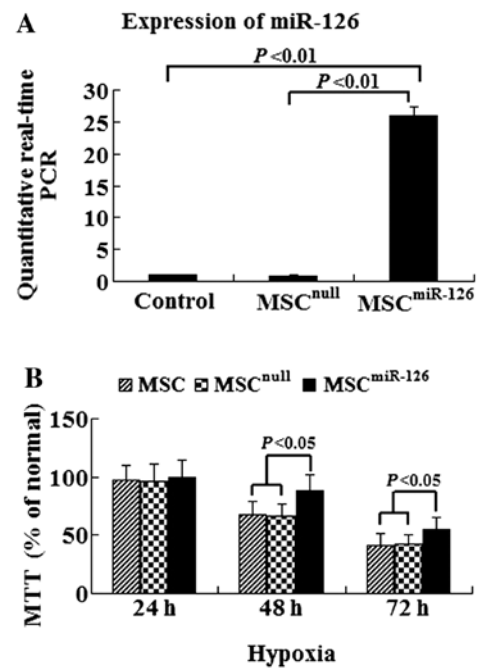 A
Expression of miR-126
P<0.01
P<0.01
Quantitative real-time
PCR
30
25
20
15
10
5
0
Control
MSCnull
MSCmiR-126
B
MSC
MSCnull
MSCmiR-126
MTT (% of normal)
150
100
50
0
P<0.05
P<0.05
24 h
48 h
72 h
Hypoxia